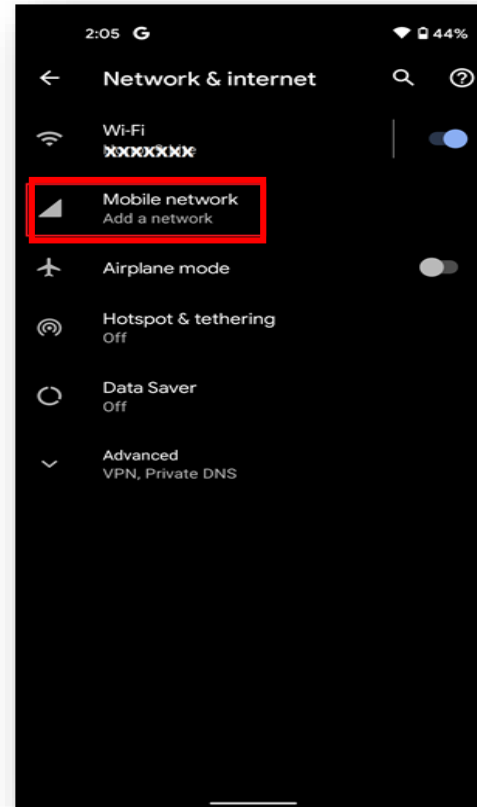 2:05 G 44%
Network & internet
Wi-Fi
xxxxxxx
Mobile network
Add a network
Airplane mode
Hotspot & tethering
Off
Data Saver
Off
Advanced
VPN, Private DNS